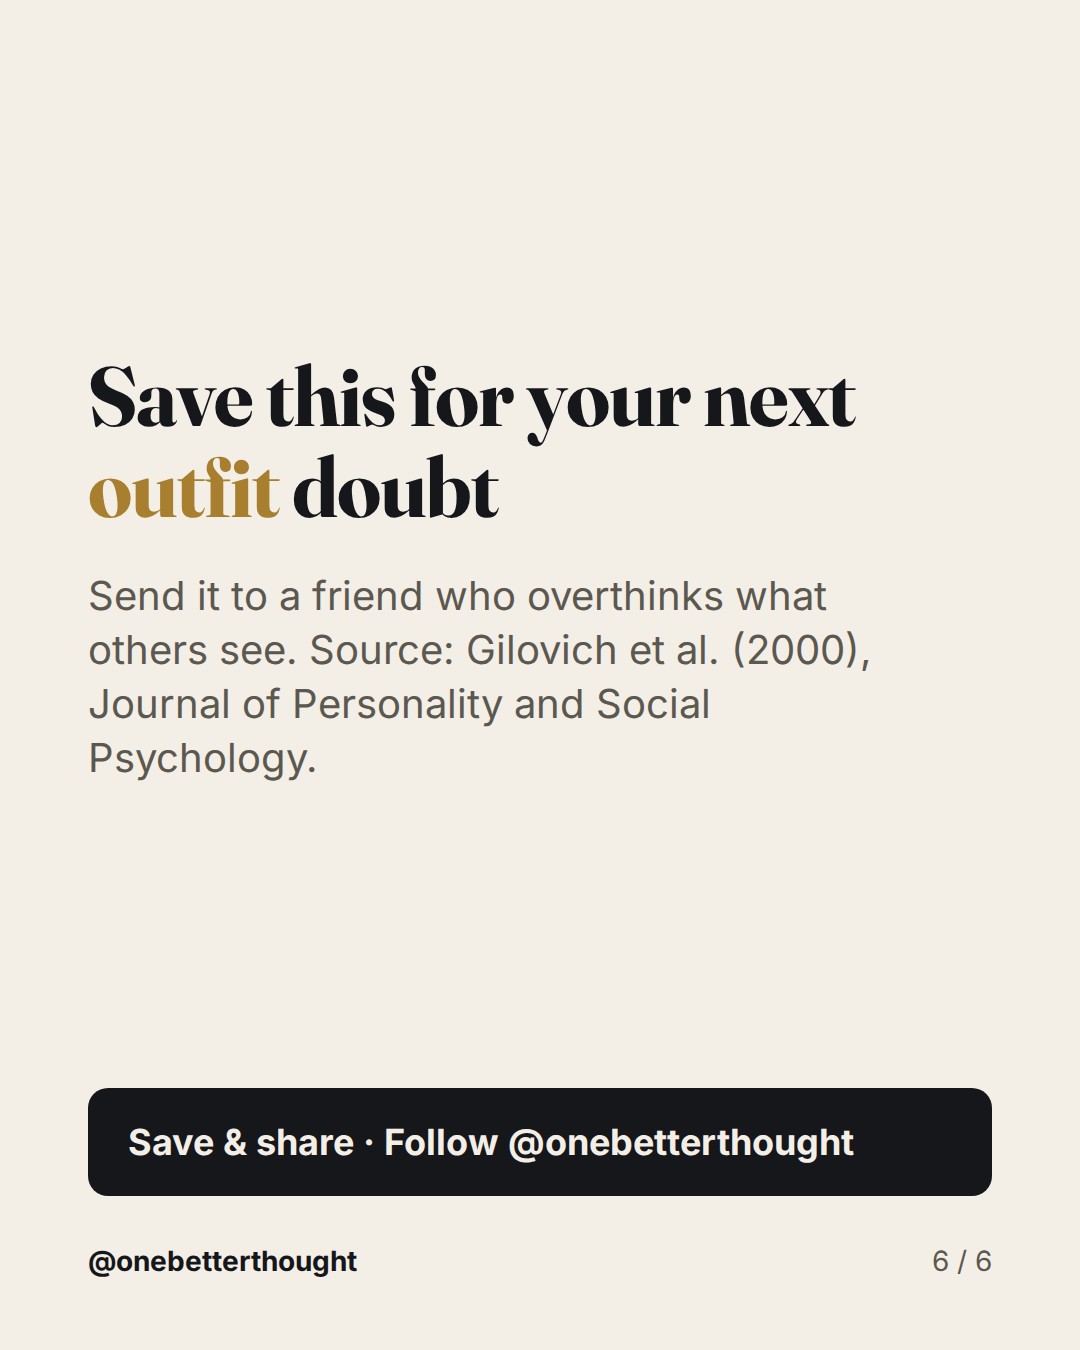 Save this for your next
outfit doubt
Send it to a friend who overthinks what
others see. Source: Gilovich et al. (2000),
Journal of Personality and Social
Psychology.
Save & share · Follow @onebetterthought
@onebetterthought
6 / 6